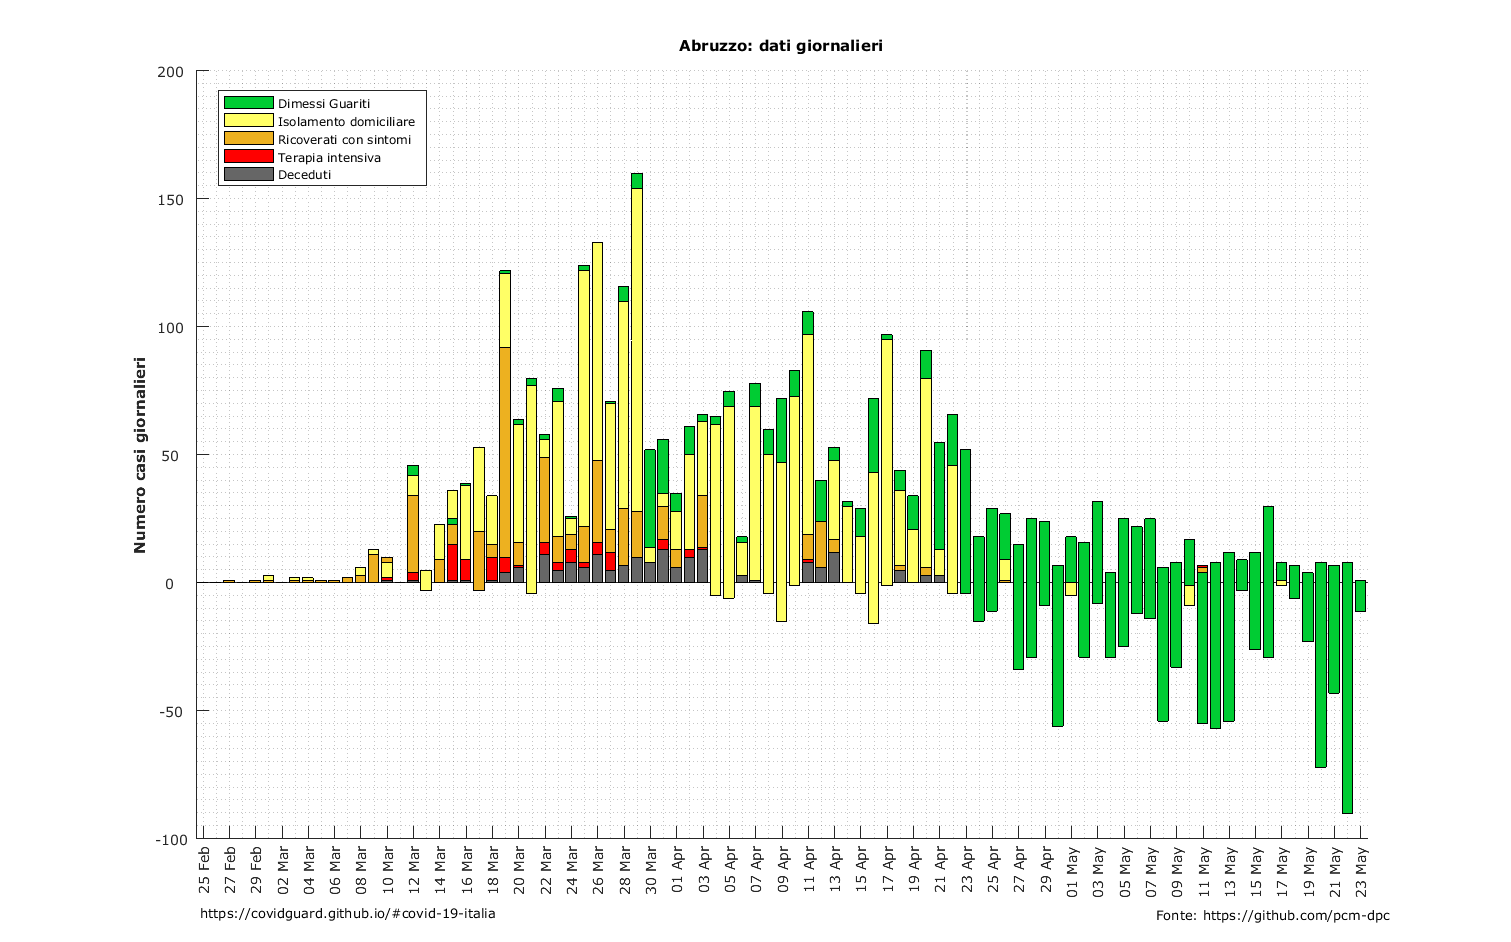 Abruzzo: dati giornalieri
200
150
100
50
0
-50
-100
Numero casi giornalieri
Dimessi Guariti
Isolamento domiciliare
Ricoverati con sintomi
Terapia intensiva
Deceduti
25 Feb
27 Feb
29 Feb
02 Mar
04 Mar
06 Mar
08 Mar
10 Mar
12 Mar
14 Mar
16 Mar
18 Mar
20 Mar
22 Mar
24 Mar
26 Mar
28 Mar
30 Mar
01 Apr
03 Apr
05 Apr
07 Apr
09 Apr
11 Apr
13 Apr
15 Apr
17 Apr
19 Apr
21 Apr
23 Apr
25 Apr
27 Apr
29 Apr
01 May
03 May
05 May
07 May
09 May
11 May
13 May
15 May
17 May
19 May
21 May
23 May
https://covidguard.github.io/#covid-19-italia
Fonte: https://github.com/pcm-dpc